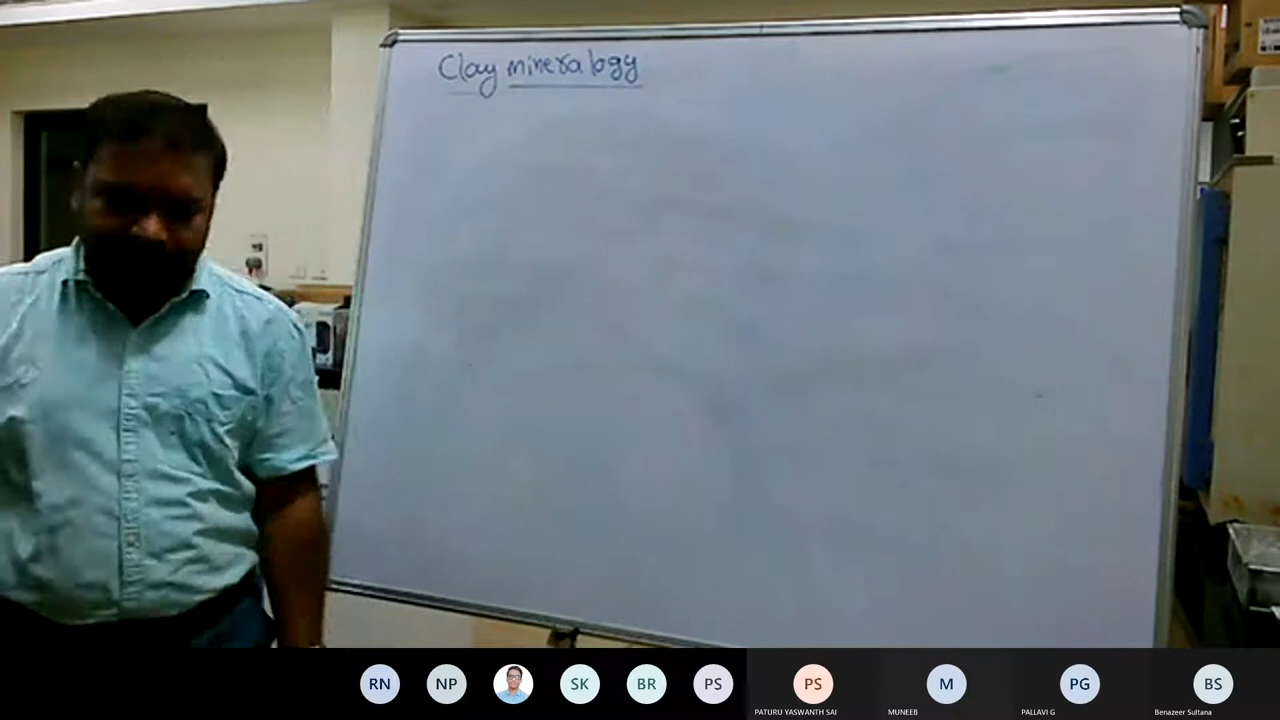 Clay mineralogy
RN NP SK BR PS PS M PG BS
PATURU YASWANTH SAI MUNEEB PALLAVI G Benazeer Sultana